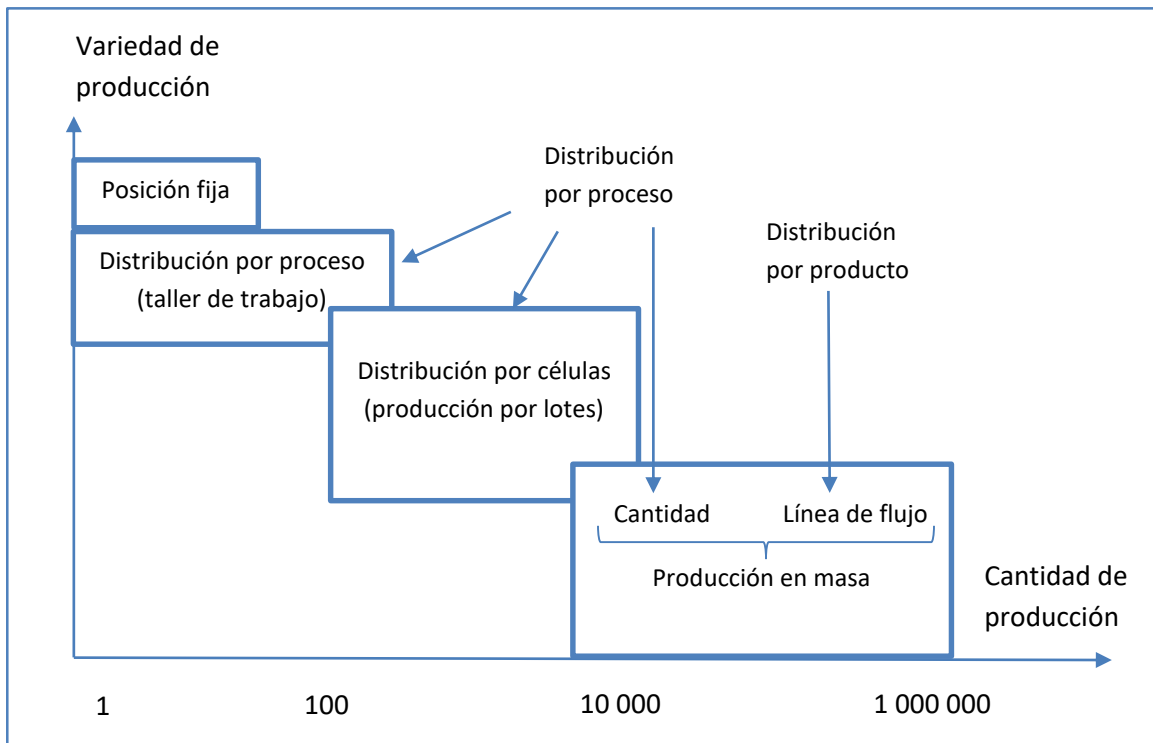 Variedad de
producción
Posición fija
Distribución por proceso
(taller de trabajo)
Distribución
por proceso
Distribución
por producto
Distribución por células
(producción por lotes)
Cantidad
Línea de flujo
Producción en masa
Cantidad de
producción
1
100
10 000
1 000 000